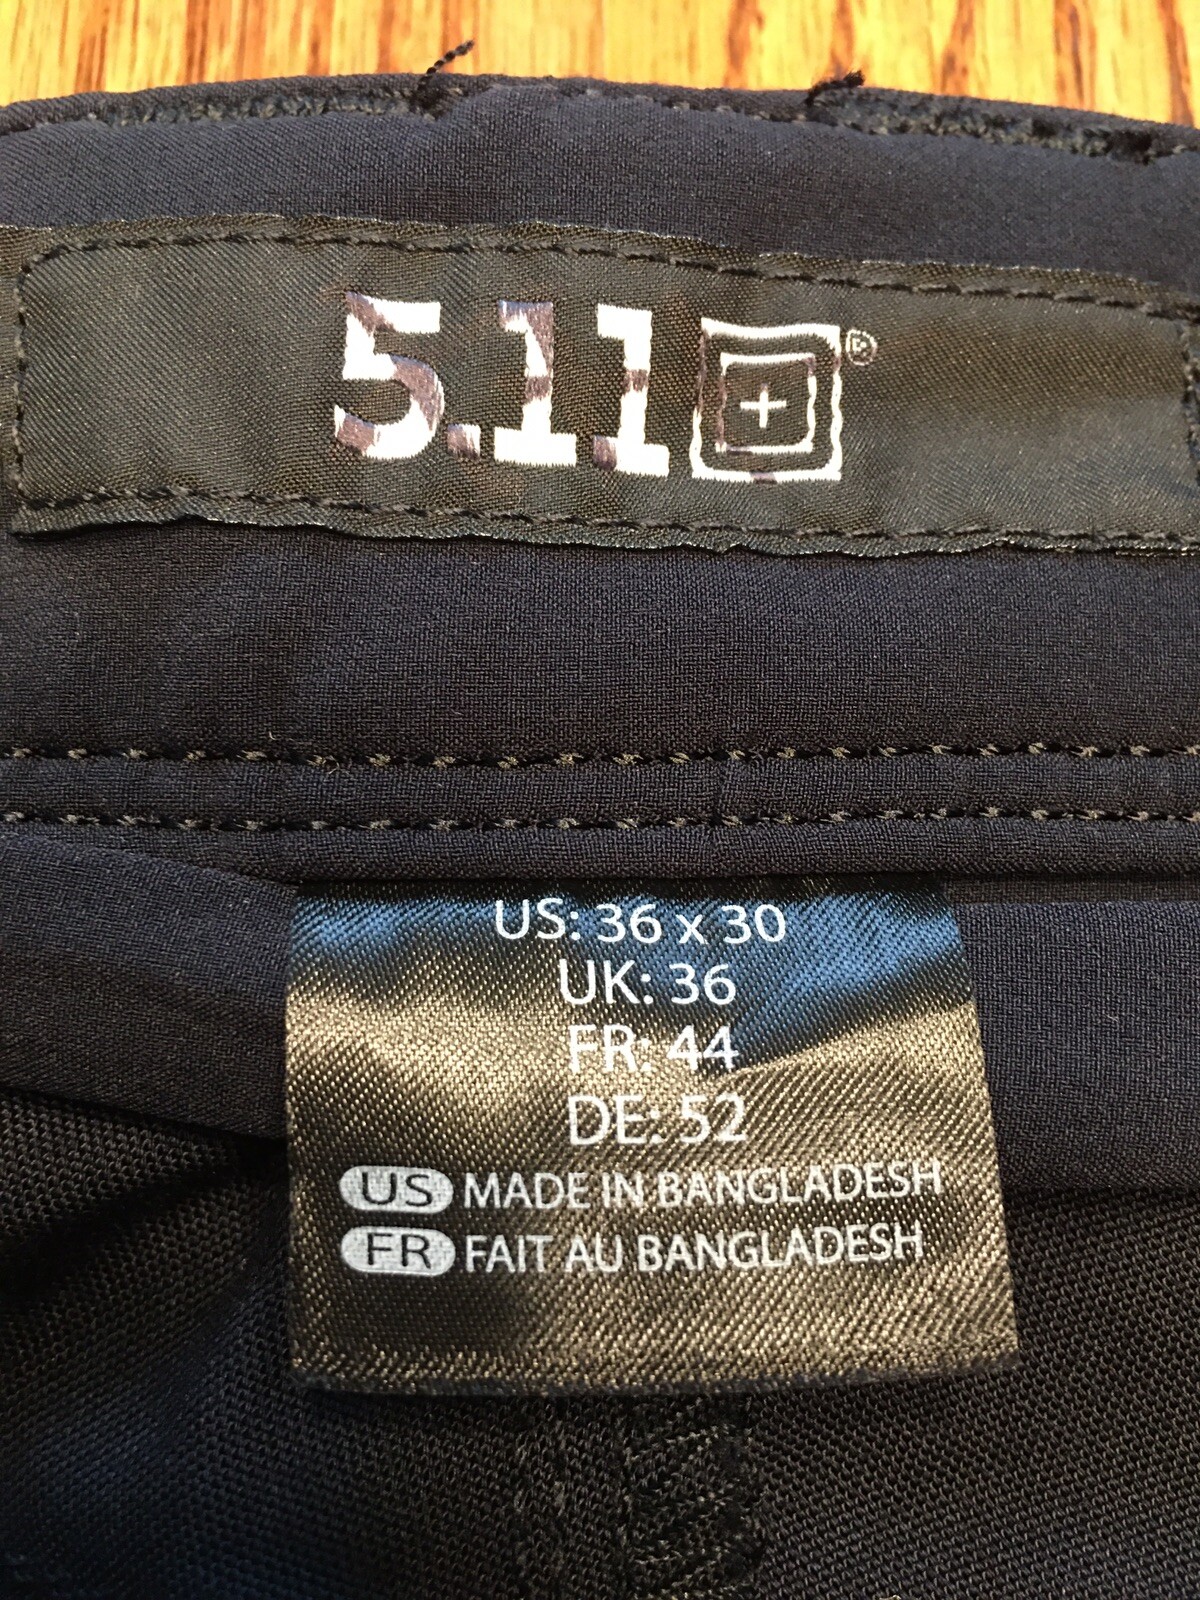 5.11®
US: 36 x 30
UK: 36
FR: 44
DE: 52
US MADE IN BANGLADESH
FR FAIT AU BANGLADESH